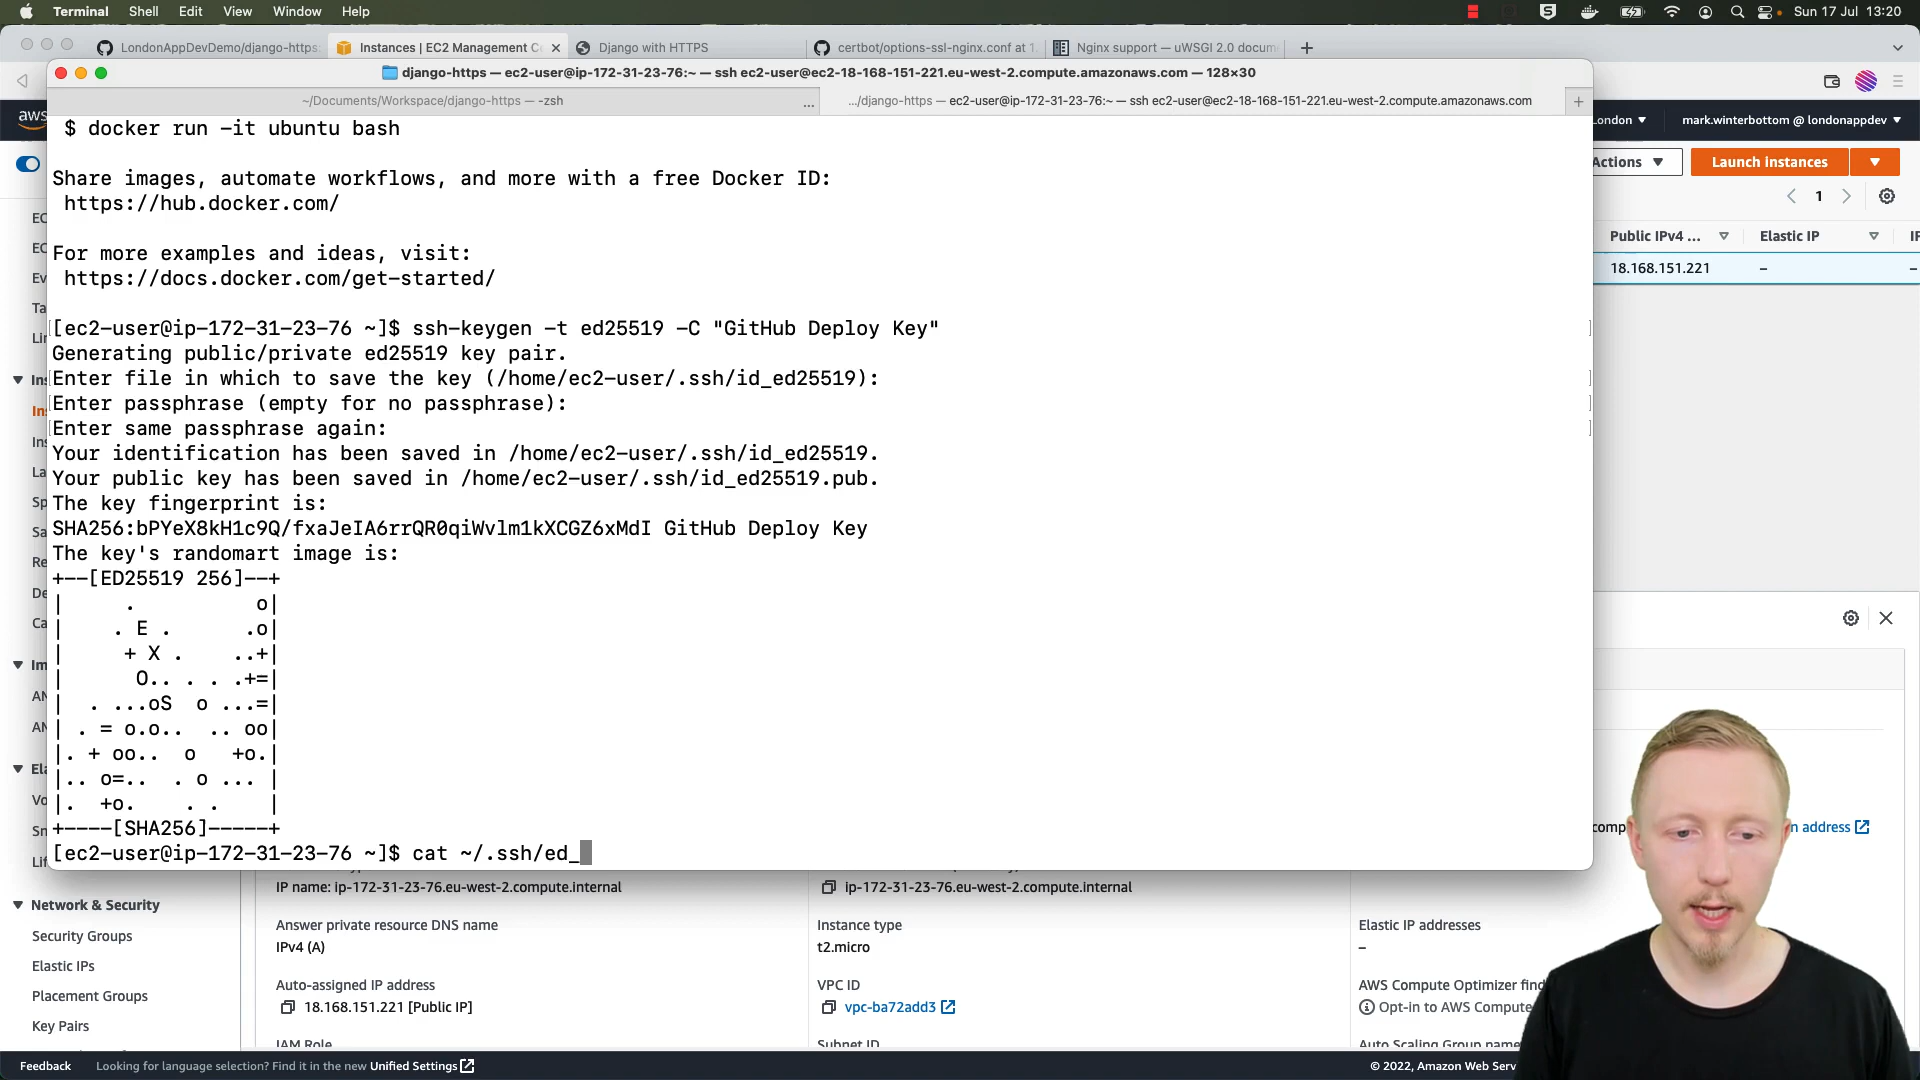 Terminal Shell Edit View Window Help
Sun 17 Jul 13:20
LondonAppDevDemo/django-https:
Instances | EC2 Management C
Django with HTTPS
certbot/options-ssl-nginx.conf at 1.
Nginx support — uWSGI 2.0 docum
django-https — ec2-user@ip-172-31-23-76:~ — ssh ec2-user@ec2-18-168-151-221.eu-west-2.compute.amazonaws.com — 128×30
~/Documents/Workspace/django-https — -zsh
...
.../django-https — ec2-user@ip-172-31-23-76:~ — ssh ec2-user@ec2-18-168-151-221.eu-west-2.compute.amazonaws.com
aws
London
mark.winterbottom @ londonappdev
Actions
Launch instances
1
Public IPv4 ...
Elastic IP
18.168.151.221
–
–
$ docker run -it ubuntu bash
Share images, automate workflows, and more with a free Docker ID:
https://hub.docker.com/
For more examples and ideas, visit:
https://docs.docker.com/get-started/
[ec2-user@ip-172-31-23-76 ~]$ ssh-keygen -t ed25519 -C "GitHub Deploy Key"
Generating public/private ed25519 key pair.
Enter file in which to save the key (/home/ec2-user/.ssh/id_ed25519):
Enter passphrase (empty for no passphrase):
Enter same passphrase again:
Your identification has been saved in /home/ec2-user/.ssh/id_ed25519.
Your public key has been saved in /home/ec2-user/.ssh/id_ed25519.pub.
The key fingerprint is:
SHA256:bPYeX8kH1c9Q/fxaJeIA6rrQR0qiWvlm1kXCGZ6xMdI GitHub Deploy Key
The key's randomart image is:
+--[ED25519 256]--+
|     .          o|
|    . E .      .o|
|     + X .    ..+|
|      O.. . . .+=|
|  . ...oS  o ...=|
| . = o.o..  .. oo|
|. + oo..  o   +o.|
|.. o=..  . o ... |
|.  +o.    . .    |
+----[SHA256]-----+
[ec2-user@ip-172-31-23-76 ~]$ cat ~/.ssh/ed_
n address
IP name: ip-172-31-23-76.eu-west-2.compute.internal
ip-172-31-23-76.eu-west-2.compute.internal
Answer private resource DNS name
Instance type
Elastic IP addresses
IPv4 (A)
t2.micro
–
Auto-assigned IP address
VPC ID
AWS Compute Optimizer find
18.168.151.221 [Public IP]
vpc-ba72add3
Opt-in to AWS Compute
IAM Role
Subnet ID
Auto Scaling Group name
Network & Security
Security Groups
Elastic IPs
Placement Groups
Key Pairs
Feedback
Looking for language selection? Find it in the new Unified Settings
© 2022, Amazon Web Serv